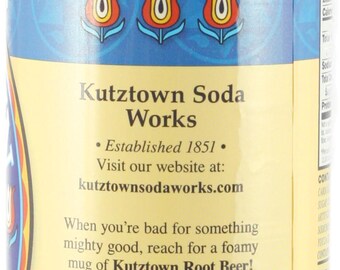 Kutztown Soda
Works
• Established 1851 •
Visit our website at:
kutztownsodaworks.com
When you're bad for something
mighty good, reach for a foamy
mug of Kutztown Root Beer!